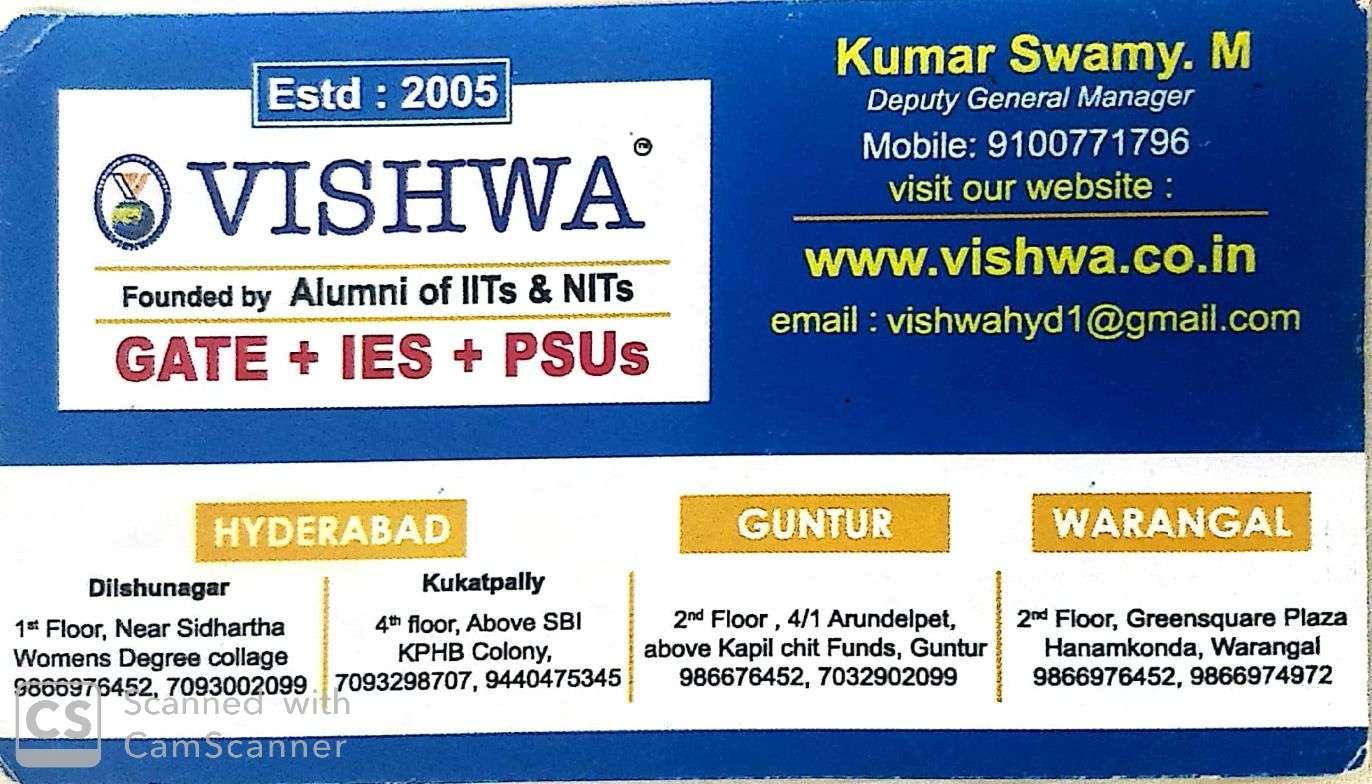 Estd : 2005
VISHWA
TM
Founded by Alumni of IITs & NITs
GATE + IES + PSUs
Kumar Swamy. M
Deputy General Manager
Mobile: 9100771796
visit our website :
www.vishwa.co.in
email : vishwahyd1@gmail.com
HYDERABAD
Dilshunagar
1st Floor, Near Sidhartha
Womens Degree collage
9866976452, 7093002099
Kukatpally
4th floor, Above SBI
KPHB Colony,
7093298707, 9440475345
GUNTUR
2nd Floor , 4/1 Arundelpet,
above Kapil chit Funds, Guntur
986676452, 7032902099
WARANGAL
2nd Floor, Greensquare Plaza
Hanamkonda, Warangal
9866976452, 9866974972
CS
Scanned with
CamScanner